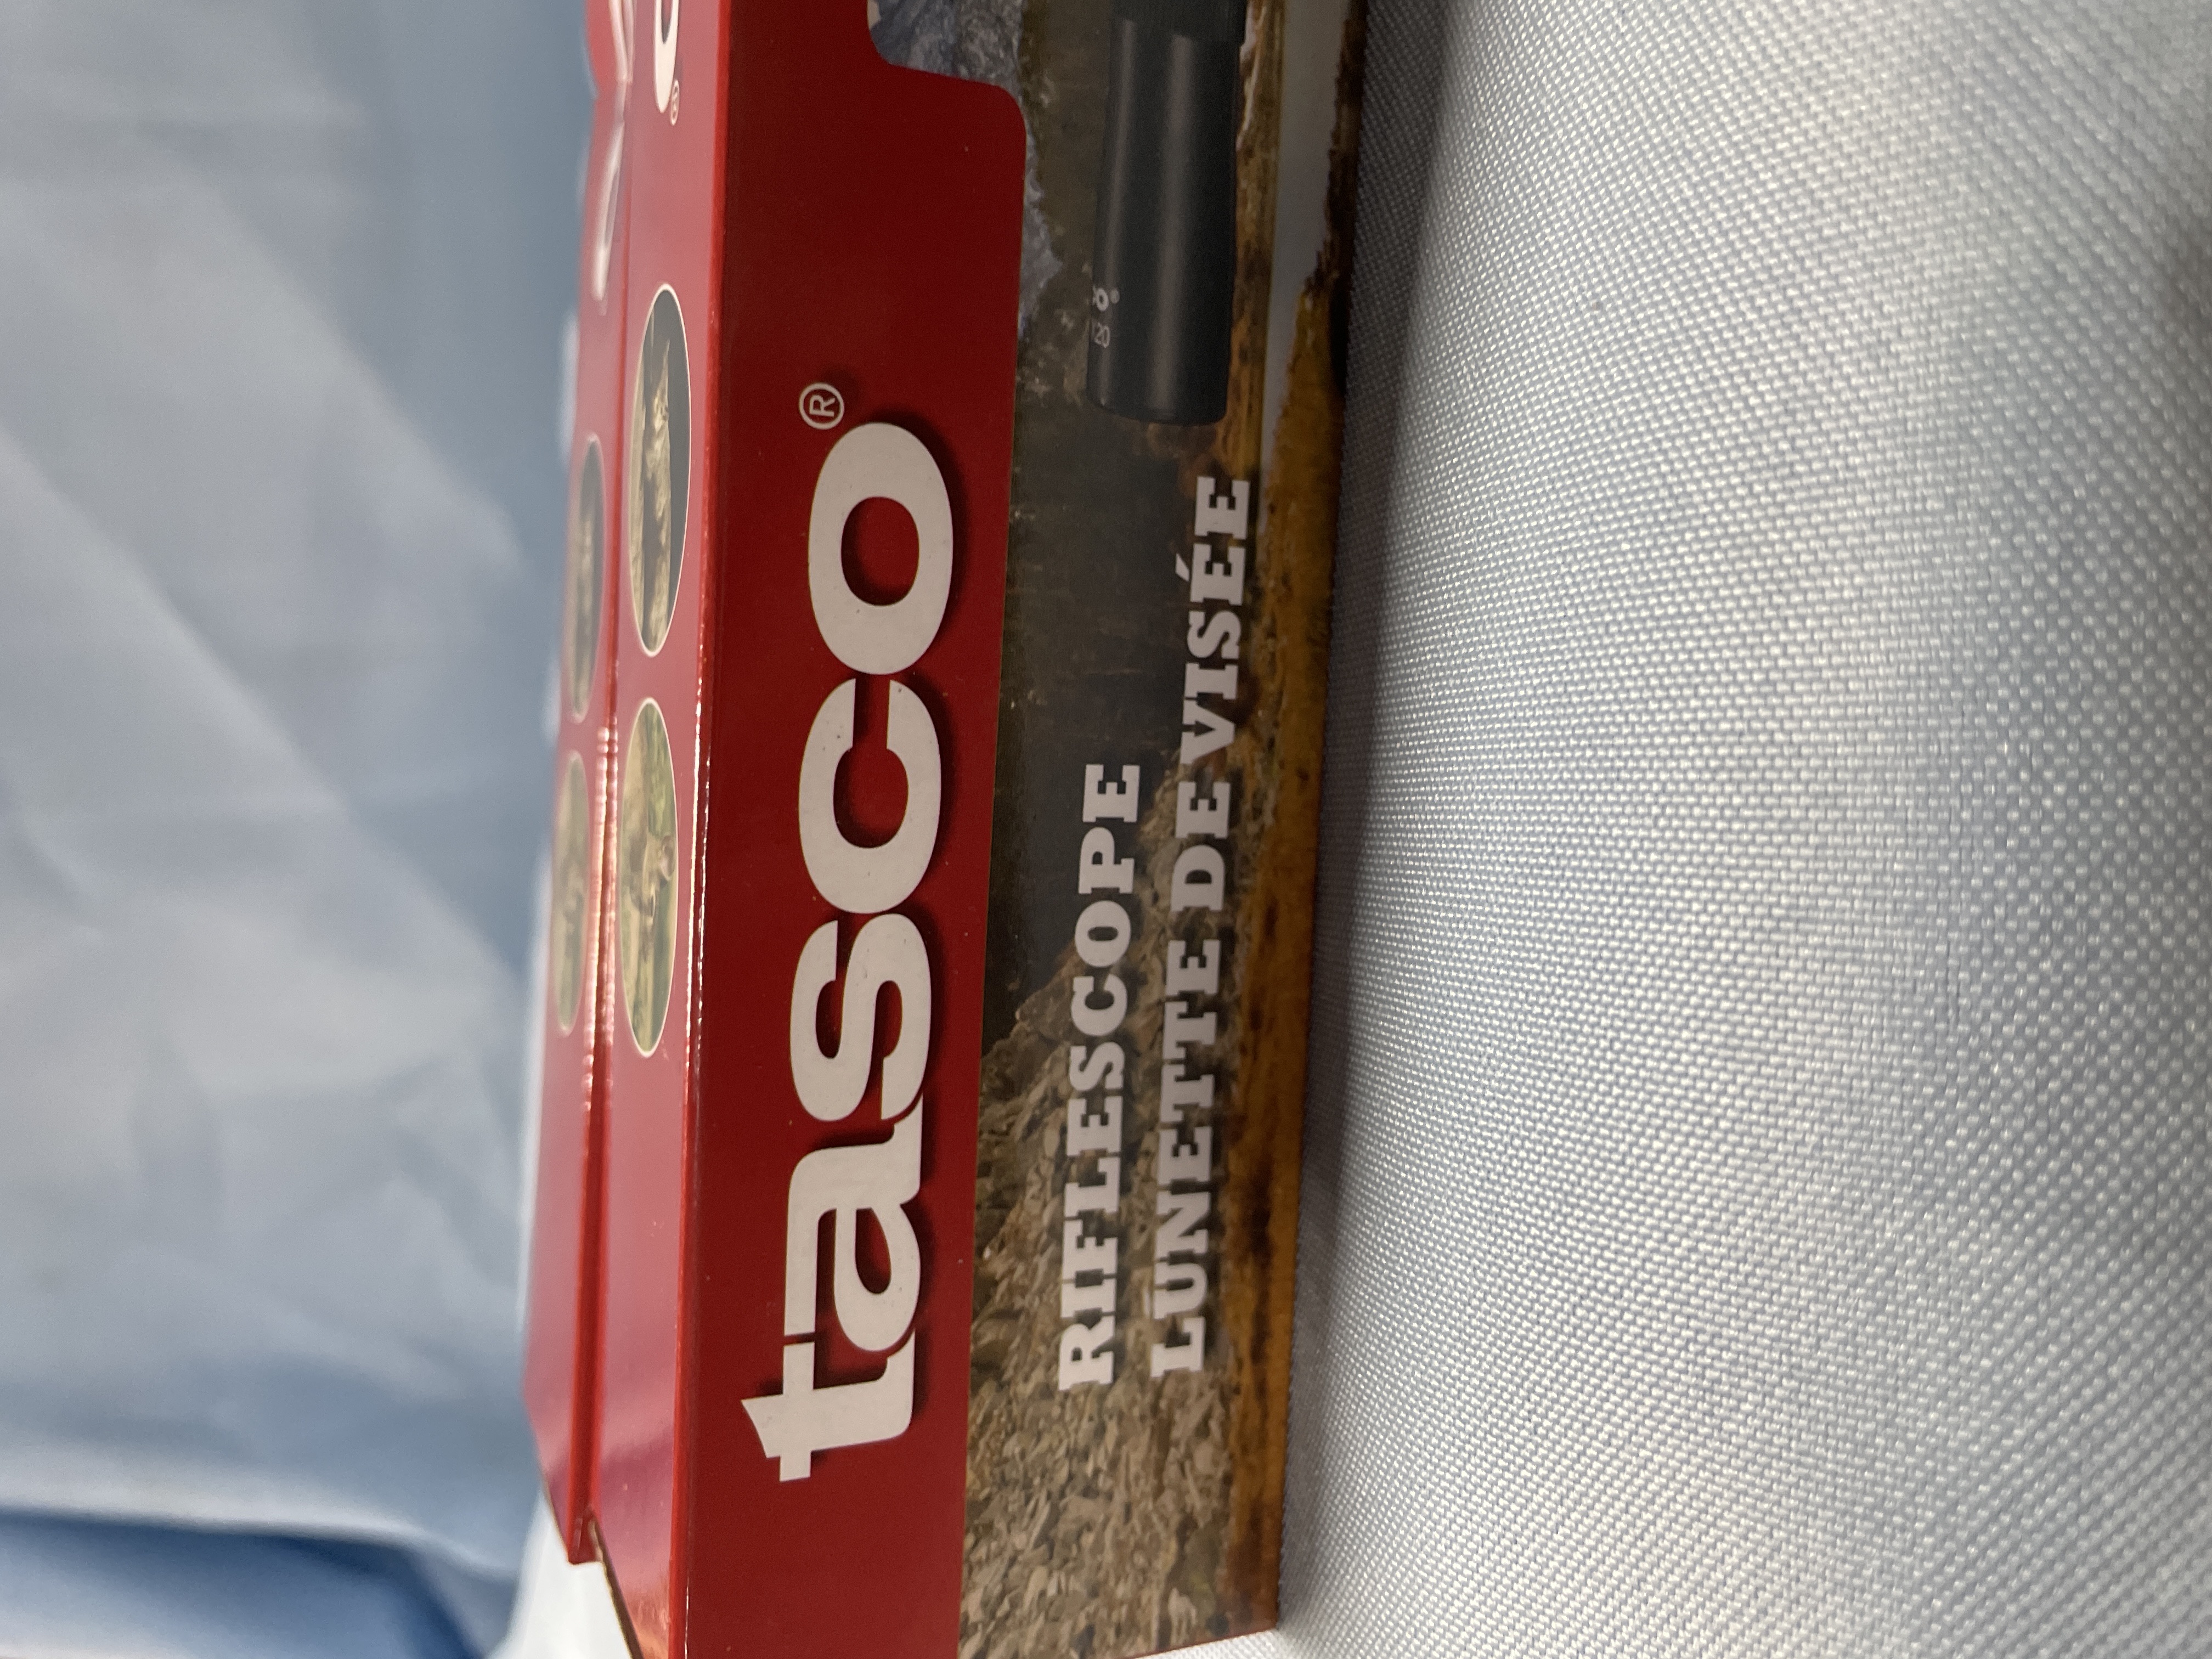 tasco®
RIFLESCOPE
LUNETTE DE VISÉE